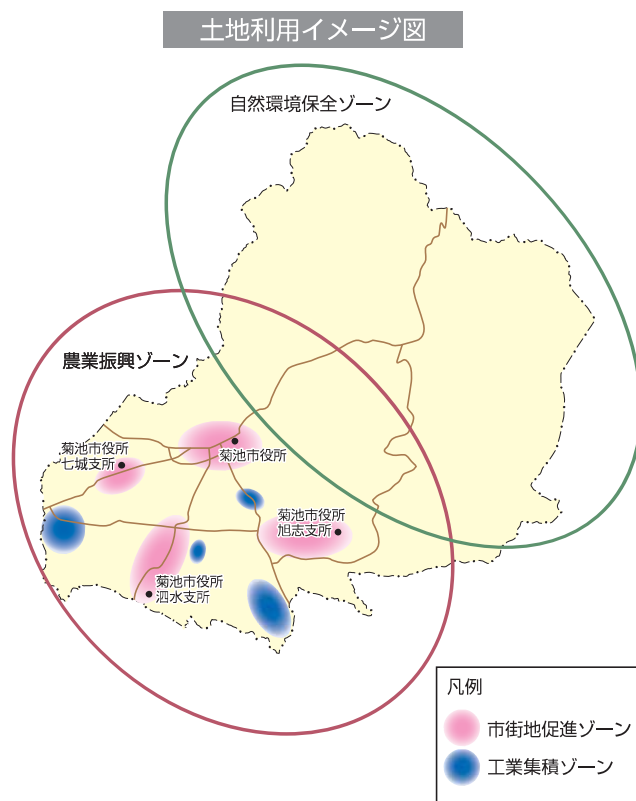 土地利用イメージ図
自然環境保全ゾーン
農業振興ゾーン
菊池市役所
七城支所
菊池市役所
菊池市役所
旭志支所
菊池市役所
泗水支所
凡例
市街地促進ゾーン
工業集積ゾーン